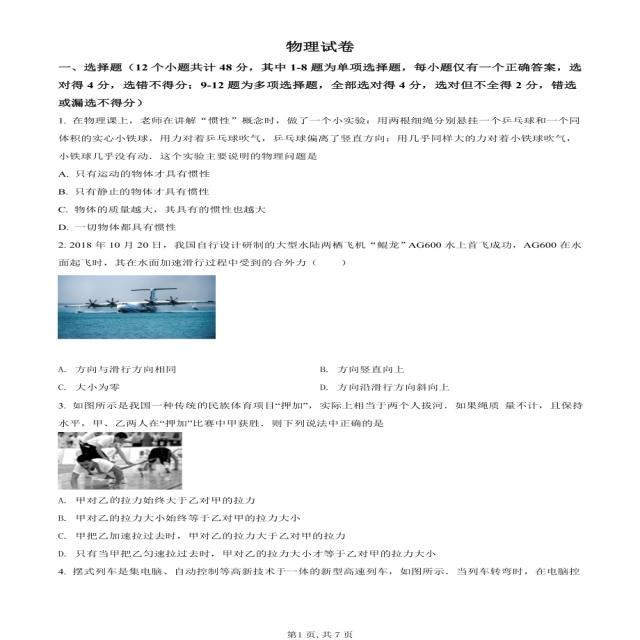 物理试卷
一、选择题（12 个小题共计 48 分，其中 1-8 题为单项选择题，每小题仅有一个正确答案，选
对得 4 分，选错不得分；9-12 题为多项选择题，全部选对得 4 分，选对但不全得 2 分，错选
或漏选不得分）
1. 在物理课上，老师在讲解“惯性”概念时，做了一个小实验：用两根细绳分别悬挂一个乒乓球和一个同
体积的实心小铁球，用力对着乒乓球吹气，乒乓球偏离了竖直方向；用几乎同样大的力对着小铁球吹气，
小铁球几乎没有动．这个实验主要说明的物理问题是
A. 只有运动的物体才具有惯性
B. 只有静止的物体才具有惯性
C. 物体的质量越大，其具有的惯性也越大
D. 一切物体都具有惯性
2. 2018 年 10 月 20 日，我国自行设计研制的大型水陆两栖飞机“鲲龙”AG600 水上首飞成功，AG600 在水
面起飞时，其在水面加速滑行过程中受到的合外力（　　）
A. 方向与滑行方向相同
B. 方向竖直向上
C. 大小为零
D. 方向沿滑行方向斜向上
3. 如图所示是我国一种传统的民族体育项目“押加”，实际上相当于两个人拔河．如果绳质 量不计，且保持
水平，甲、乙两人在“押加”比赛中甲获胜．则下列说法中正确的是
A. 甲对乙的拉力始终大于乙对甲的拉力
B. 甲对乙的拉力大小始终等于乙对甲的拉力大小
C. 甲把乙加速拉过去时，甲对乙的拉力大于乙对甲的拉力
D. 只有当甲把乙匀速拉过去时，甲对乙的拉力大小才等于乙对甲的拉力大小
4. 摆式列车是集电脑、自动控制等高新技术于一体的新型高速列车，如图所示．当列车转弯时，在电脑控
第1 页, 共 7 页